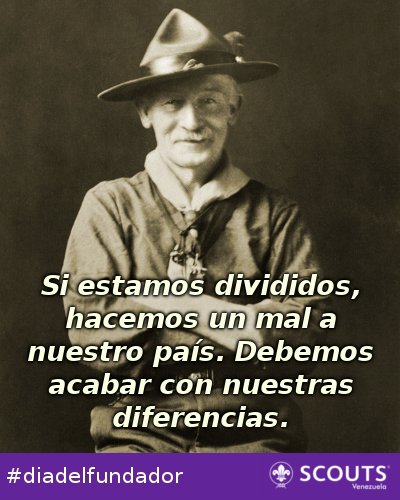 Si estamos divididos,
hacemos un mal a
nuestro país. Debemos
acabar con nuestras
diferencias.
#diadelfundador
SCOUTS
Venezuela